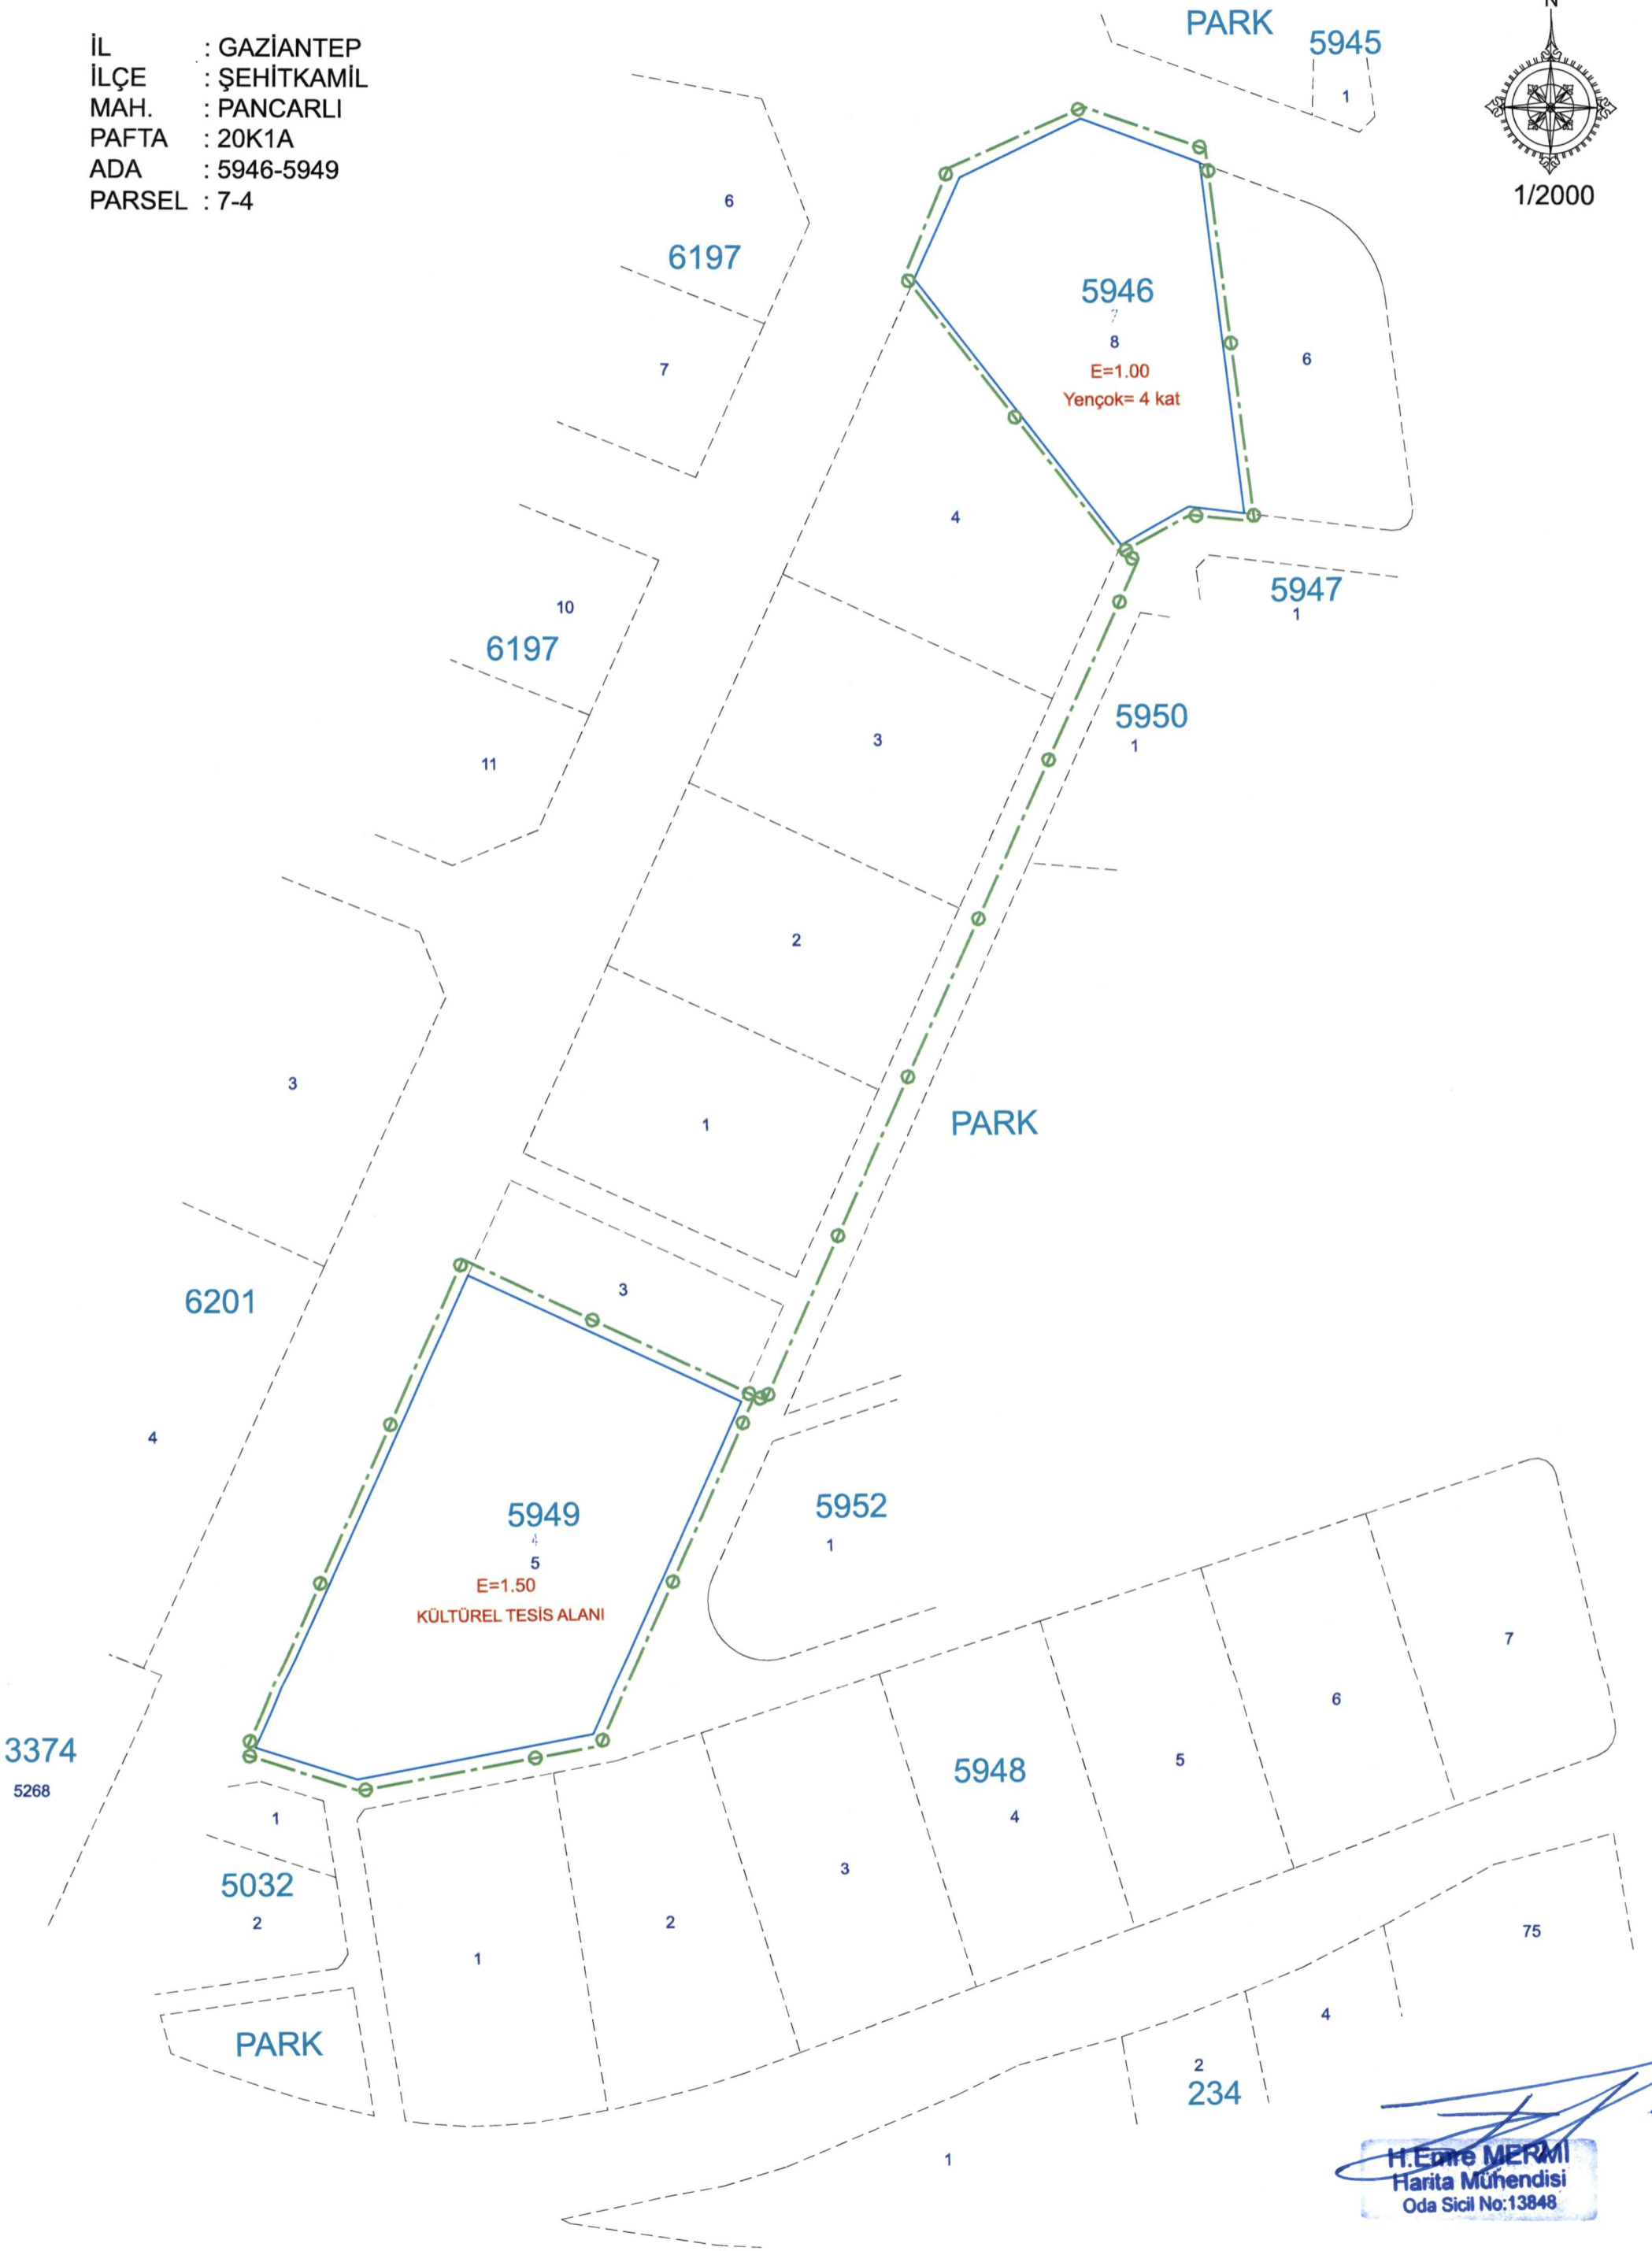 İL : GAZİANTEP
İLÇE : ŞEHİTKAMİL
MAH. : PANCARLI
PAFTA : 20K1A
ADA : 5946-5949
PARSEL : 7-4
N
1/2000
PARK
5945
1
6
6197
7
5946
7
8
E=1.00
Yençok= 4 kat
6
4
5947
1
10
6197
11
3
5950
1
2
3
1
PARK
3
6201
4
5949
4
5
E=1.50
KÜLTÜREL TESİS ALANI
5952
1
7
6
5
5948
4
3
2
1
3374
5268
1
5032
2
PARK
75
4
2
234
1
H.Emre MERMİ
Harita Mühendisi
Oda Sicil No:13848